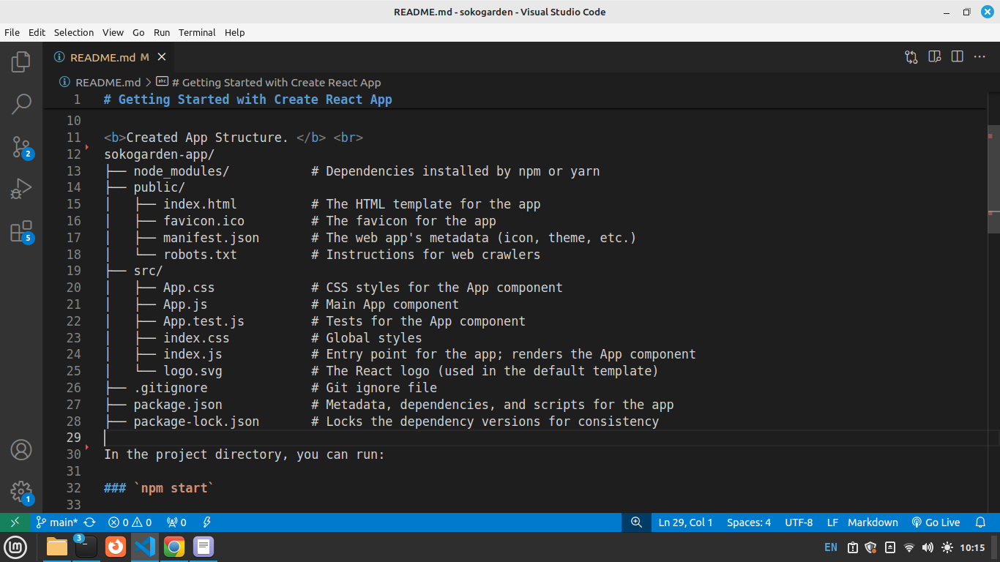 README.md - sokogarden - Visual Studio Code
File Edit Selection View Go Run Terminal Help
README.md M
README.md > # Getting Started with Create React App
1 # Getting Started with Create React App
10
11 <b>Created App Structure. </b> <br>
12 sokogarden-app/
13 ├── node_modules/ # Dependencies installed by npm or yarn
14 ├── public/
15 │ ├── index.html # The HTML template for the app
16 │ ├── favicon.ico # The favicon for the app
17 │ ├── manifest.json # The web app's metadata (icon, theme, etc.)
18 │ └── robots.txt # Instructions for web crawlers
19 ├── src/
20 │ ├── App.css # CSS styles for the App component
21 │ ├── App.js # Main App component
22 │ ├── App.test.js # Tests for the App component
23 │ ├── index.css # Global styles
24 │ ├── index.js # Entry point for the app; renders the App component
25 │ └── logo.svg # The React logo (used in the default template)
26 ├── .gitignore # Git ignore file
27 ├── package.json # Metadata, dependencies, and scripts for the app
28 ├── package-lock.json # Locks the dependency versions for consistency
29
30 In the project directory, you can run:
31
32 ### `npm start`
33
2
5
1
main* 0 0 0 Ln 29, Col 1 Spaces: 4 UTF-8 LF Markdown Go Live
3 EN 10:15